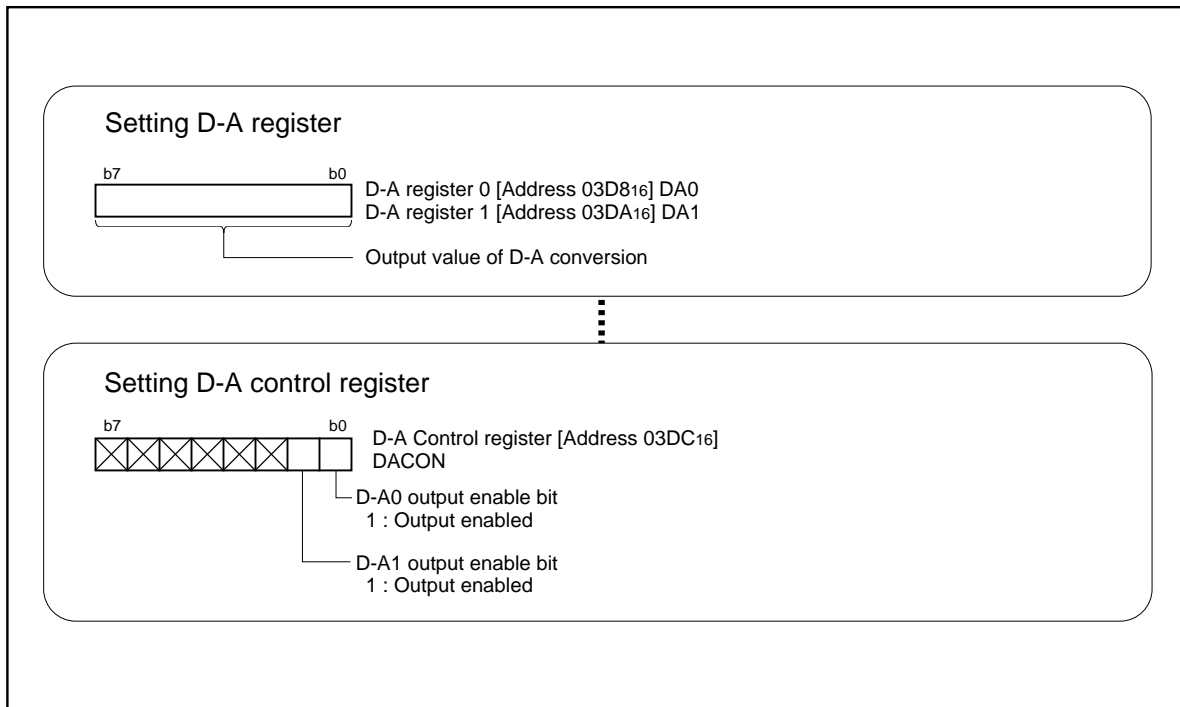 Setting D-A register
b7 b0
D-A register 0 [Address 03D816] DA0
D-A register 1 [Address 03DA16] DA1
Output value of D-A conversion
Setting D-A control register
b7 b0
D-A Control register [Address 03DC16]
DACON
D-A0 output enable bit
1 : Output enabled
D-A1 output enable bit
1 : Output enabled